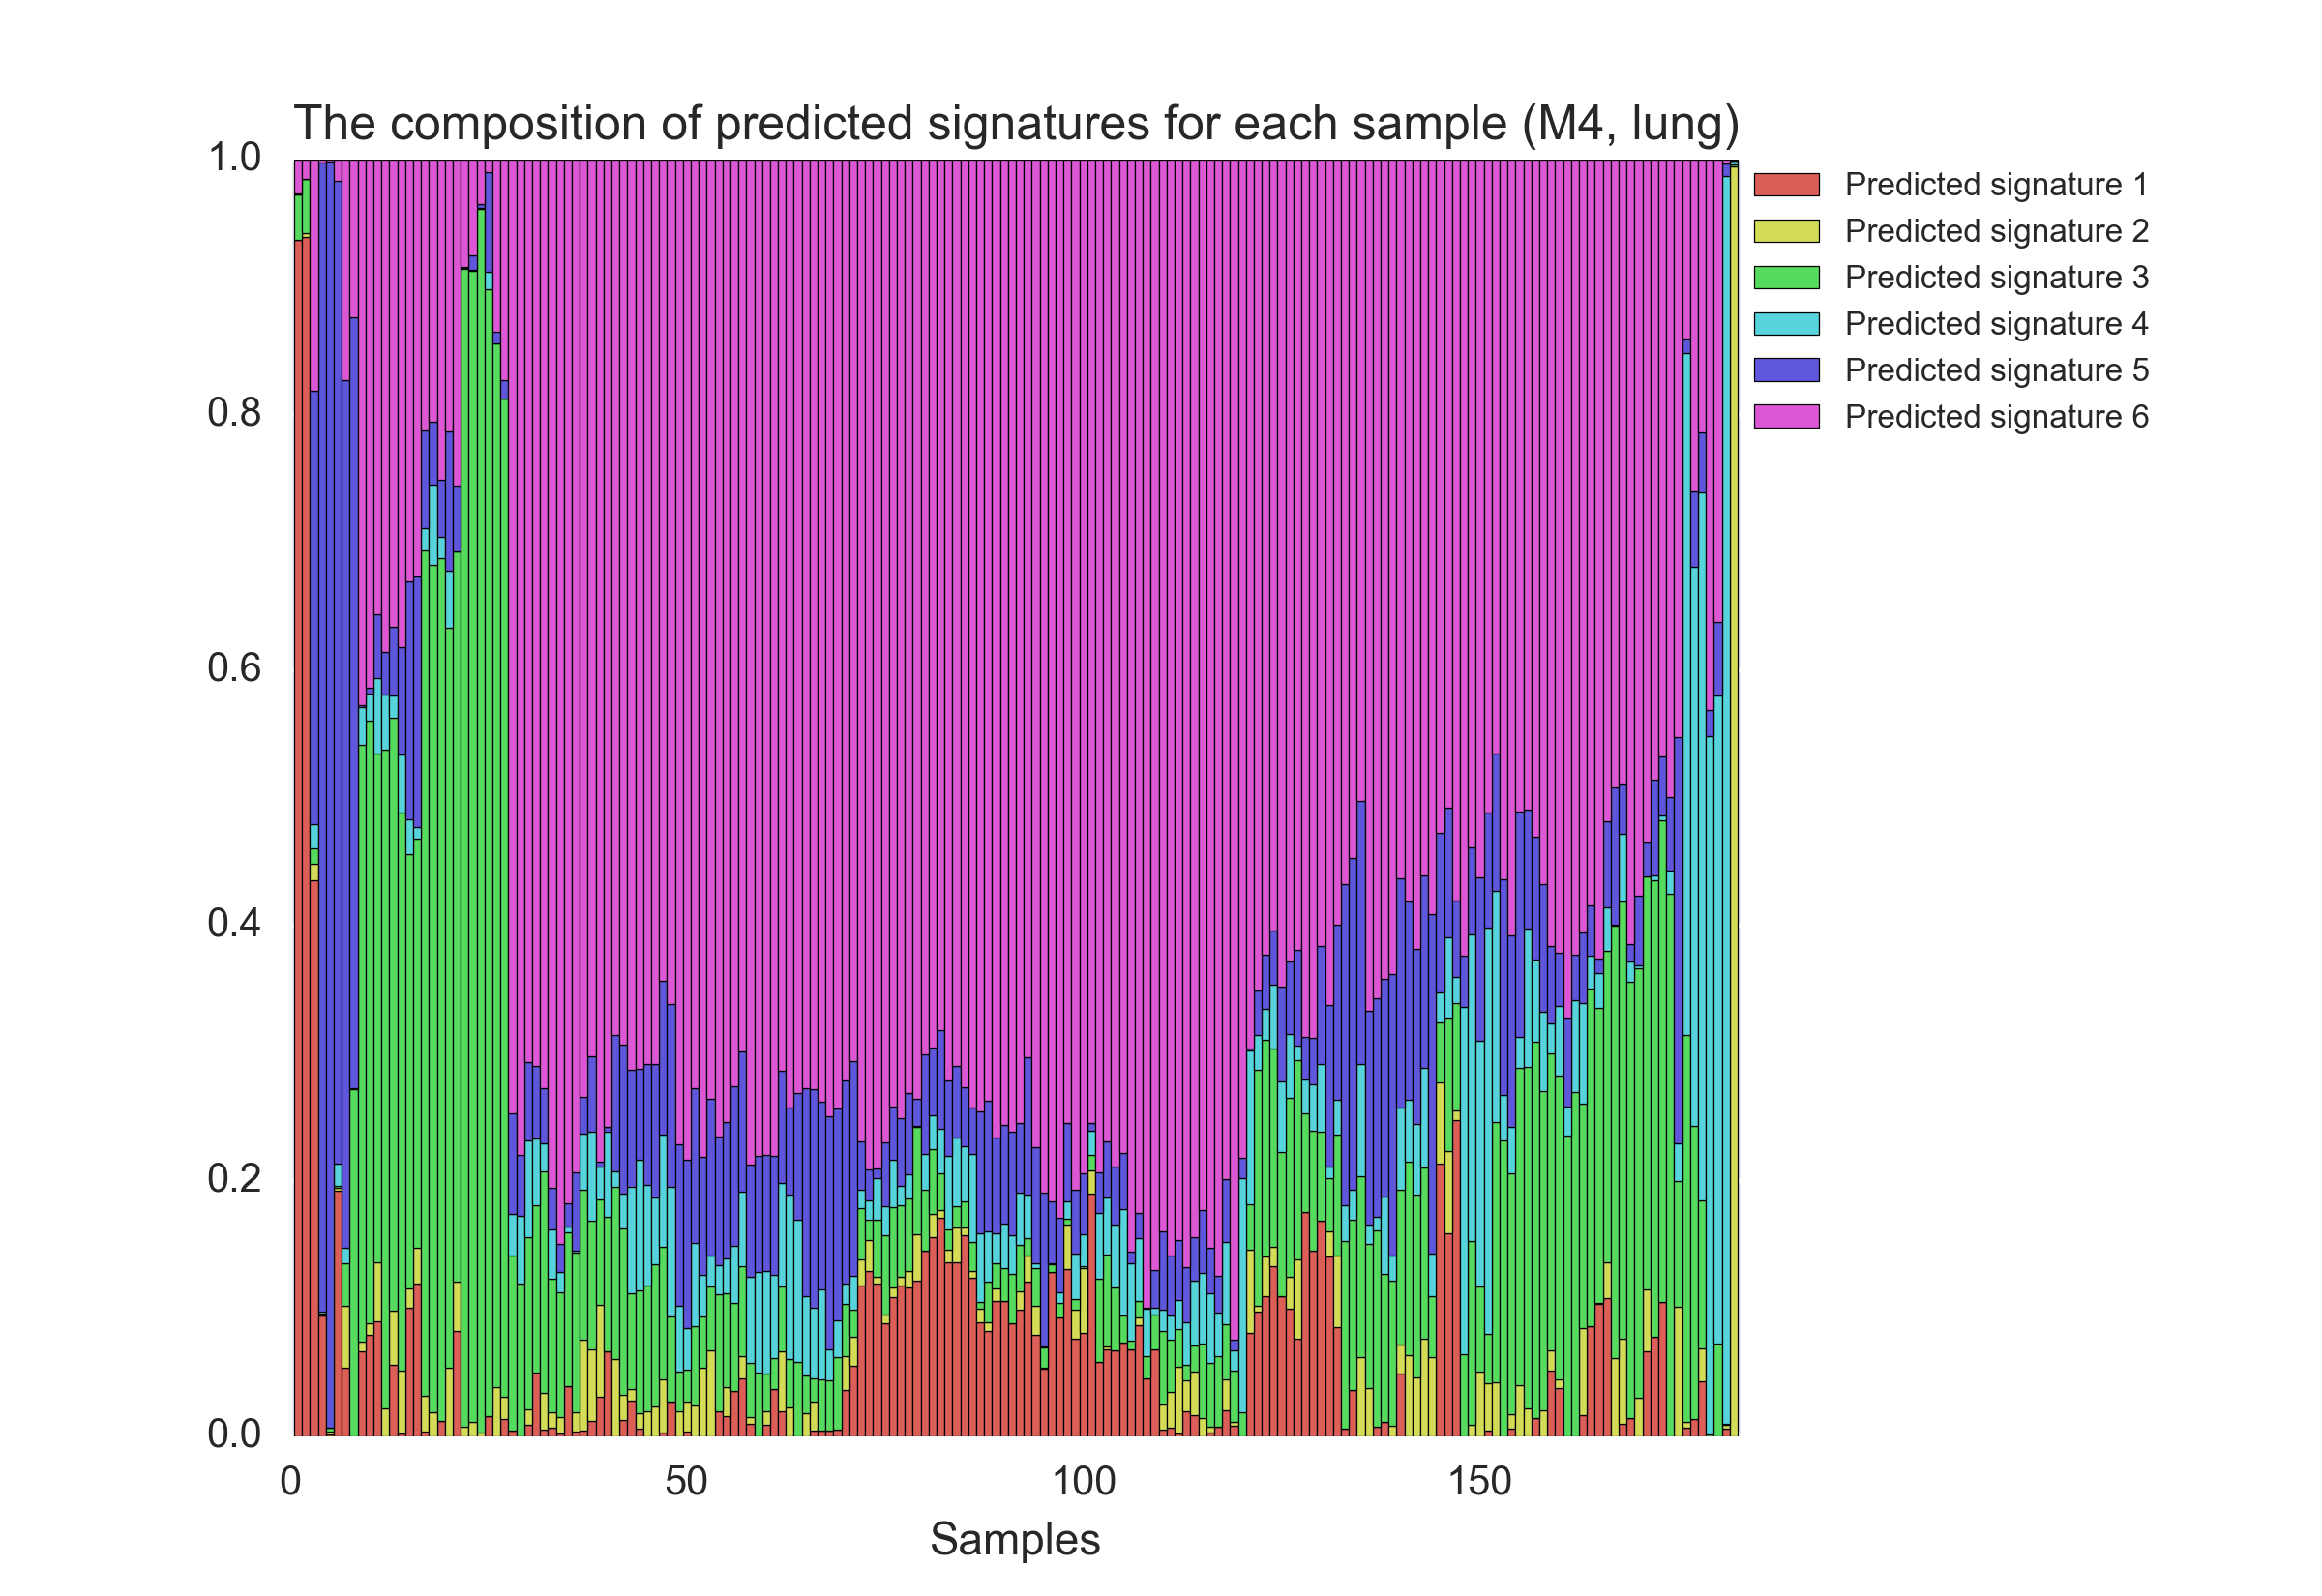 The composition of predicted signatures for each sample (M4, lung)
1.0
0.8
0.6
0.4
0.2
0.0
0
50
100
150
Samples
Predicted signature 1
Predicted signature 2
Predicted signature 3
Predicted signature 4
Predicted signature 5
Predicted signature 6